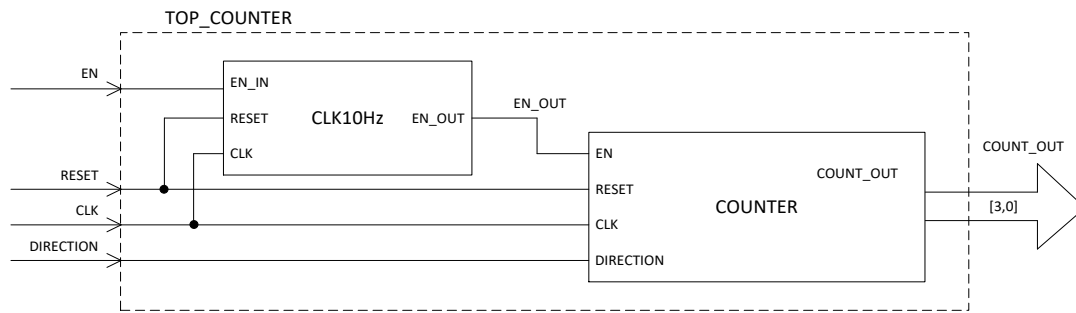 TOP_COUNTER
EN
EN_IN
RESET
CLK10Hz
EN_OUT
CLK
EN_OUT
EN
RESET
CLK
DIRECTION
RESET
CLK
DIRECTION
COUNTER
COUNT_OUT
COUNT_OUT
[3,0]